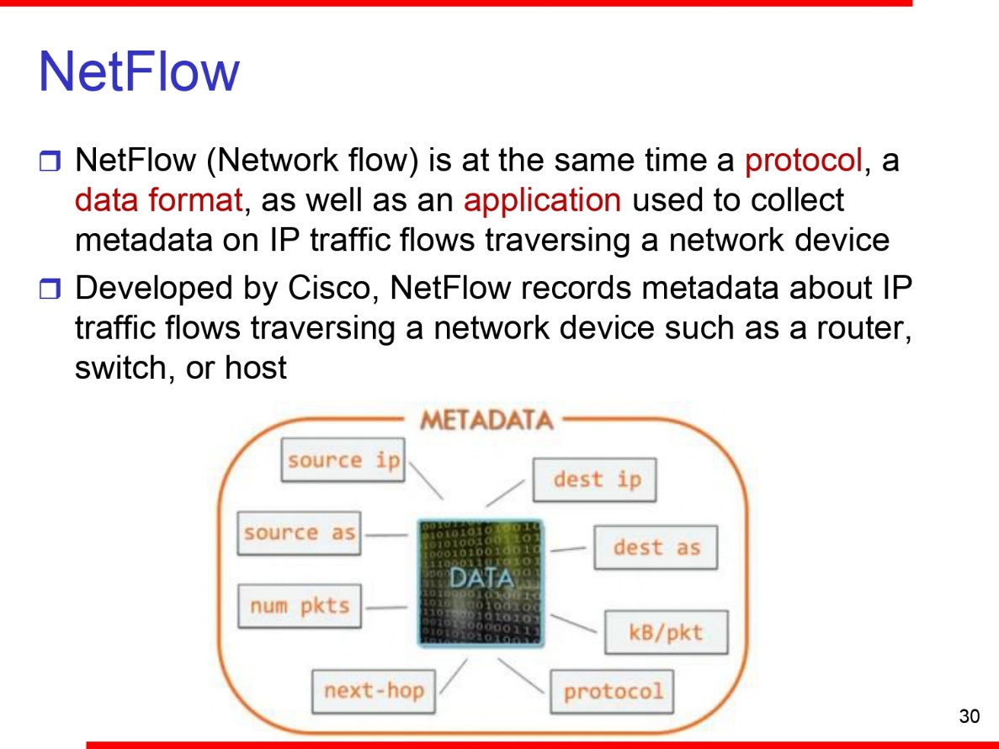 NetFlow
NetFlow (Network flow) is at the same time a protocol, a
data format, as well as an application used to collect
metadata on IP traffic flows traversing a network device
Developed by Cisco, NetFlow records metadata about IP
traffic flows traversing a network device such as a router,
switch, or host
METADATA
source ip
dest ip
source as
dest as
DATA
num pkts
kB/pkt
next-hop
protocol
30